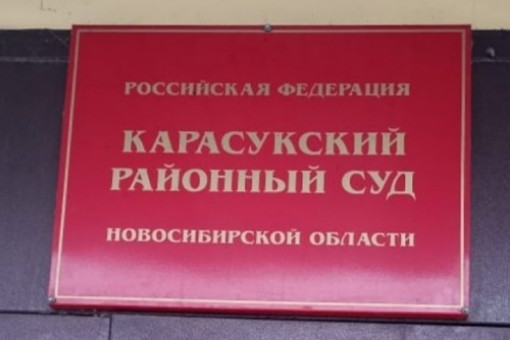 РОССИЙСКАЯ ФЕДЕРАЦИЯ
КАРАСУКСКИЙ
РАЙОННЫЙ СУД
НОВОСИБИРСКОЙ ОБЛАСТИ